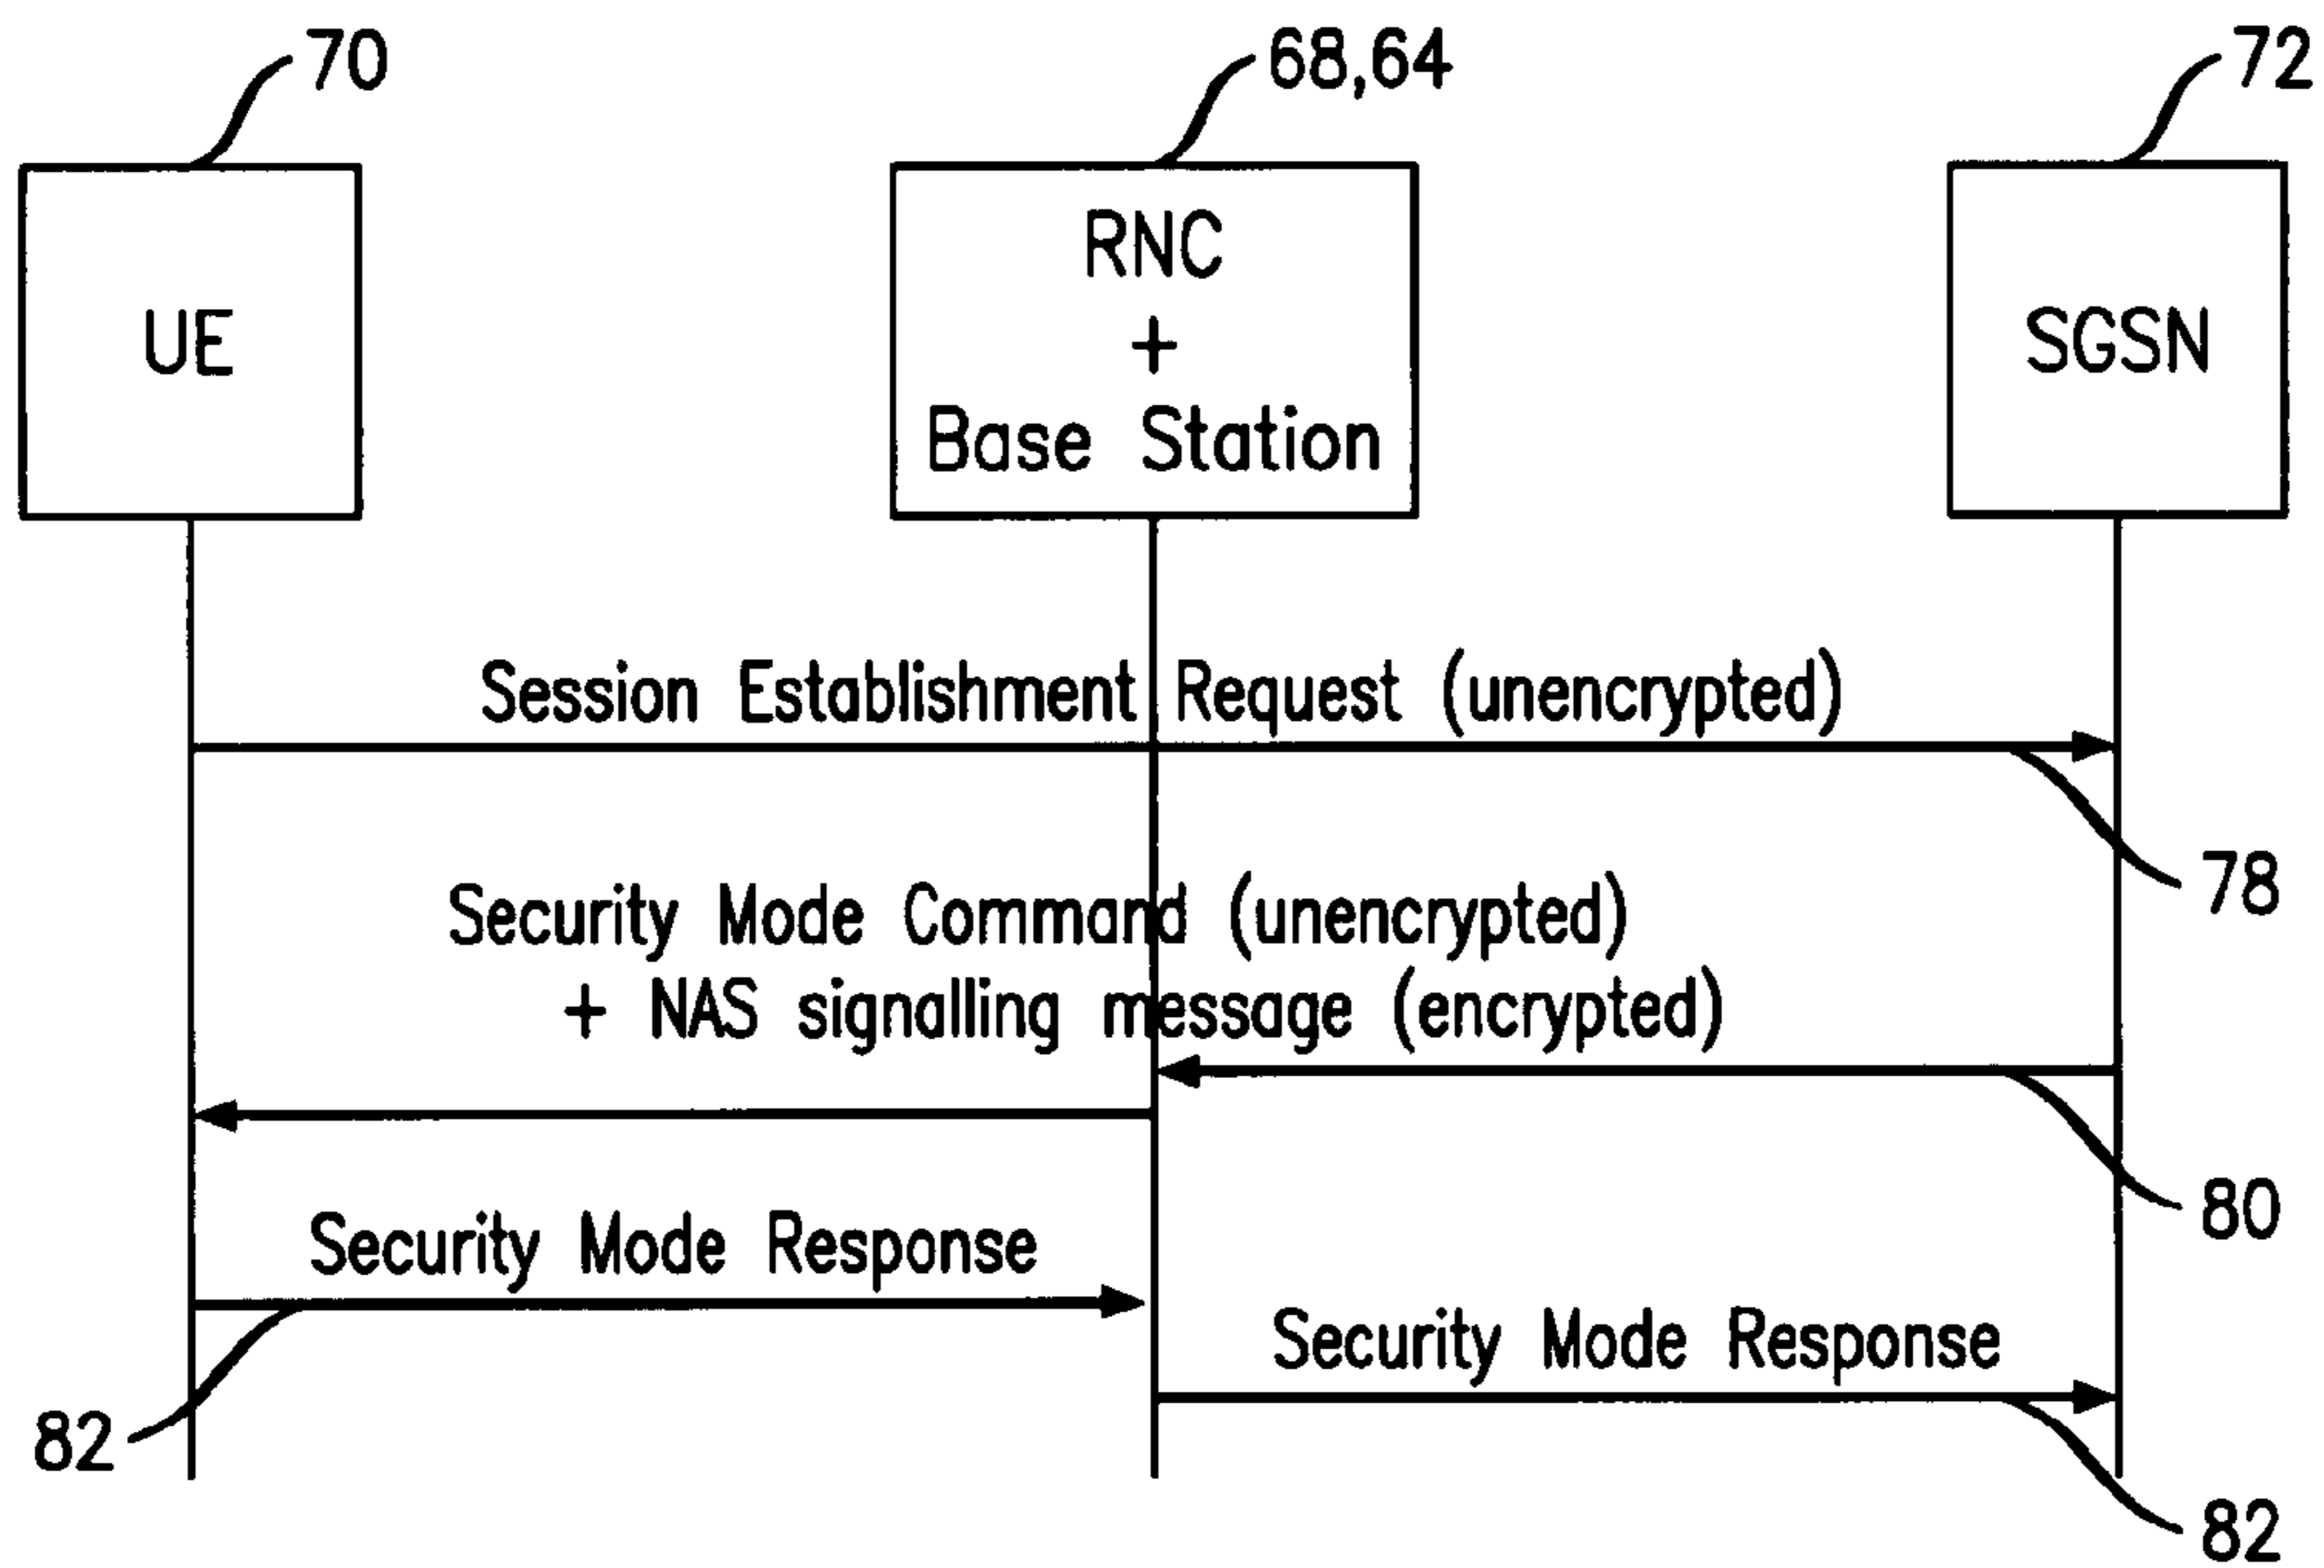 70
68,64
72
UE
RNC
+
Base Station
SGSN
Session Establishment Request (unencrypted)
78
Security Mode Command (unencrypted)
+ NAS signalling message (encrypted)
80
Security Mode Response
Security Mode Response
82
82